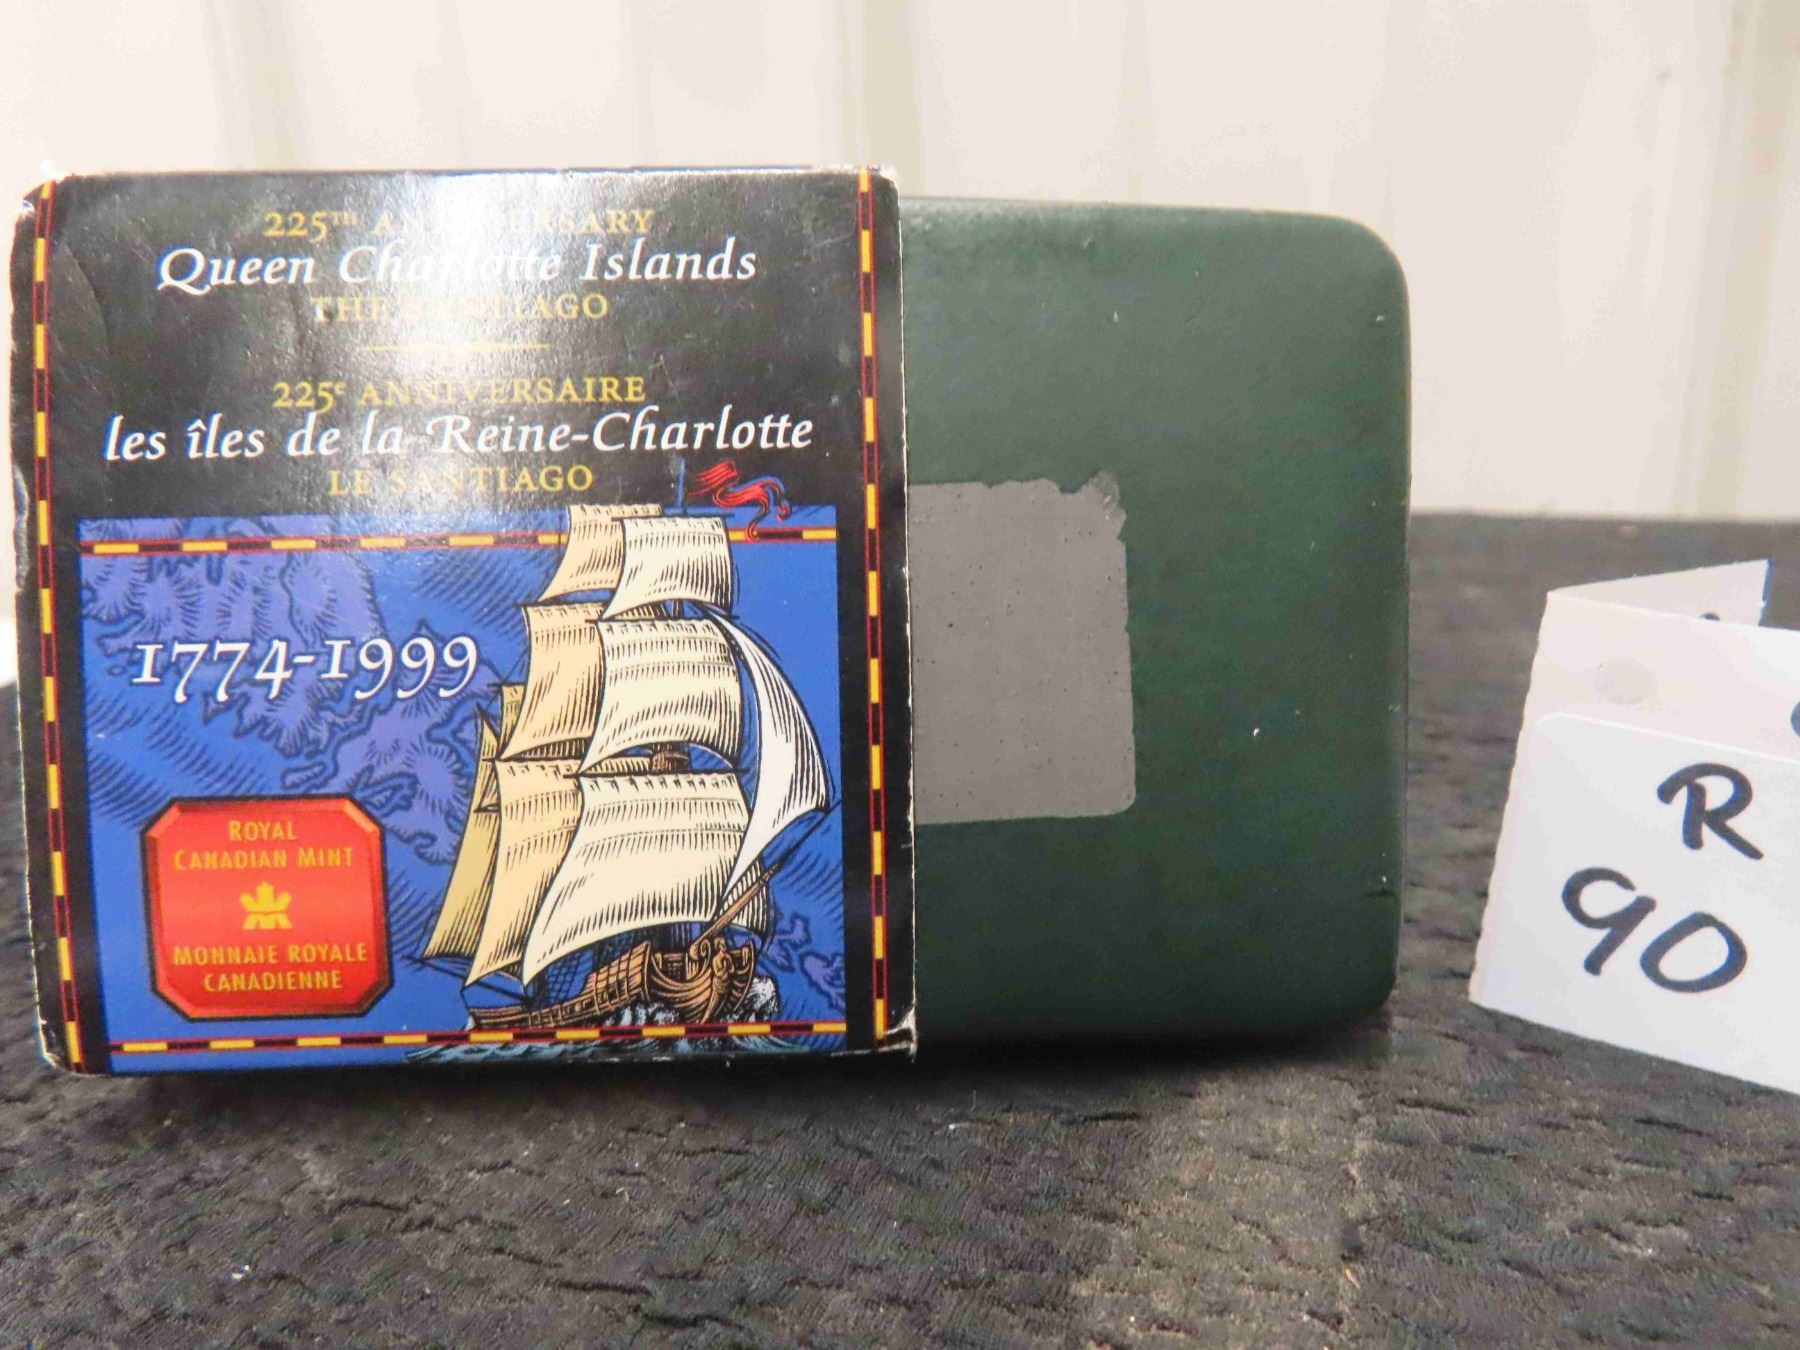 225TH ANNIVERSARY
Queen Charlotte Islands
THE SANTIAGO
225e ANNIVERSAIRE
les îles de la Reine-Charlotte
LE SANTIAGO
1774-1999
ROYAL
CANADIAN MINT
MONNAIE ROYALE
CANADIENNE
R
90